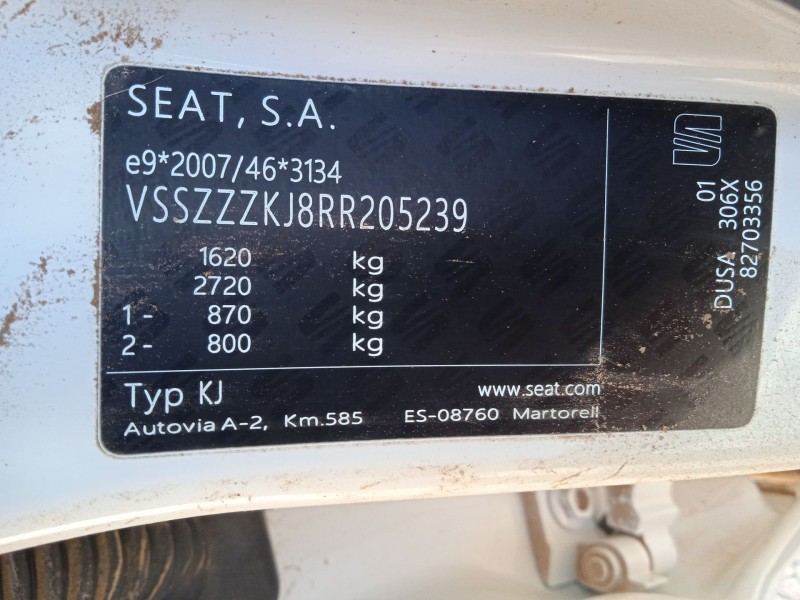 SEAT, S.A.
e9*2007/46*3134
VSSZZZKJ8RR205239
1620 kg
2720 kg
1 - 870 kg
2 - 800 kg
Typ KJ www.seat.com
Autovia A-2, Km.585 ES-08760 Martorell
01
DUSA 306X
82703356